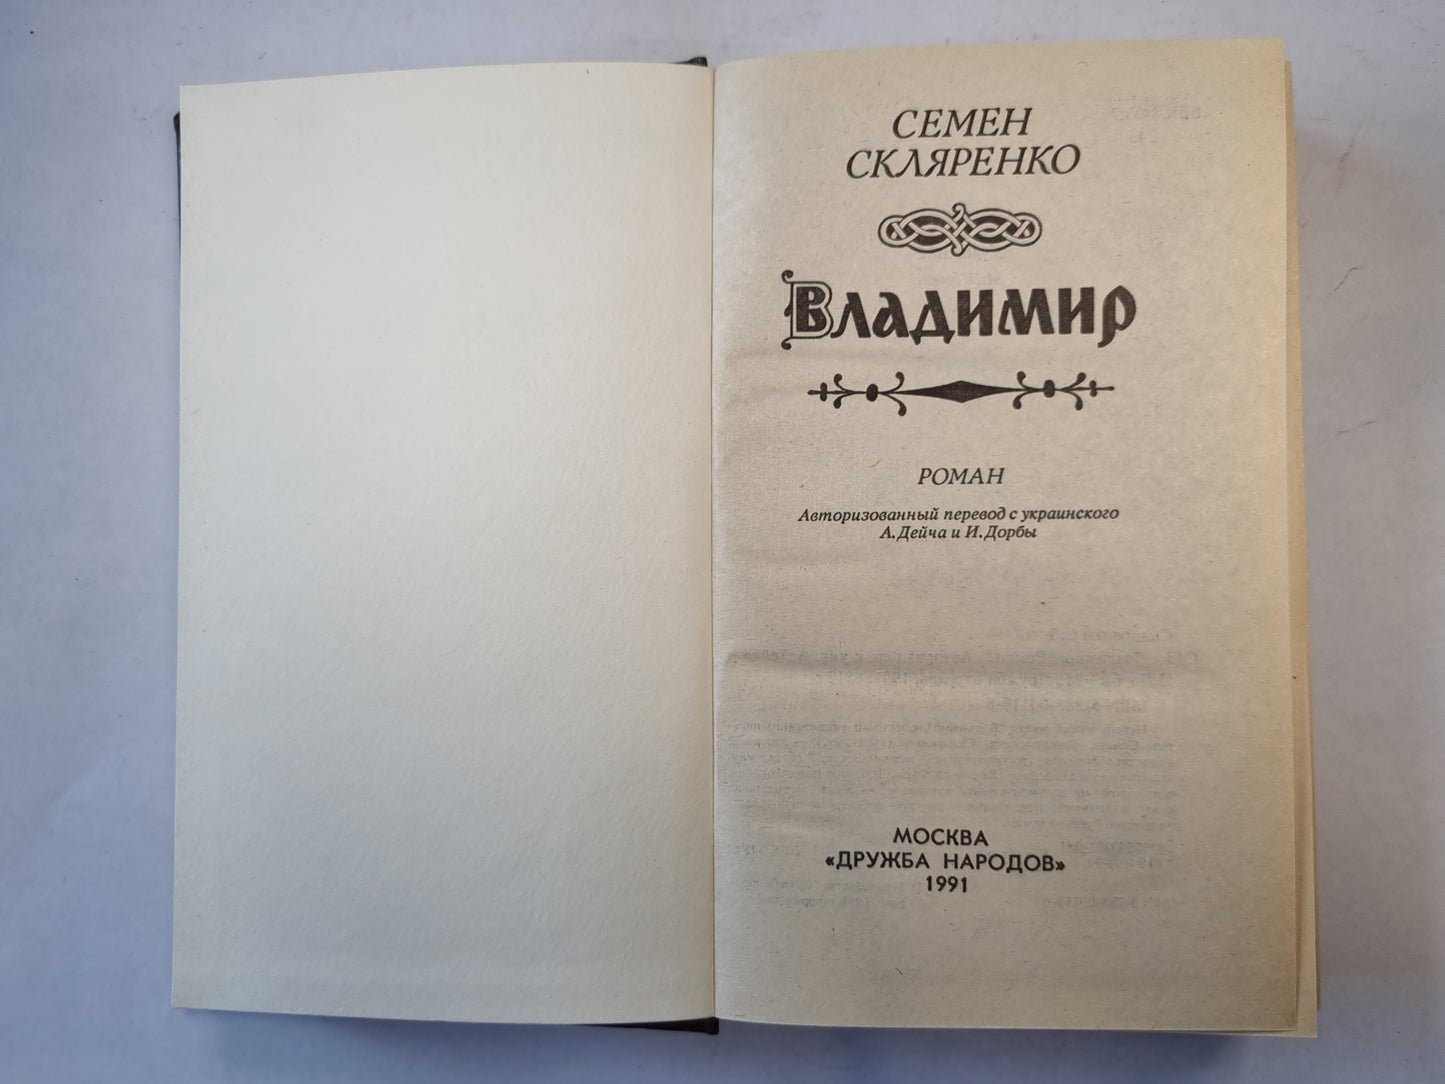 СЕМЕН
СКЛЯРЕНКО
ВЛАДИМИР
РОМАН
Авторизованный перевод с украинского
А. Дейча и И. Дорбы
МОСКВА
«ДРУЖБА НАРОДОВ»
1991